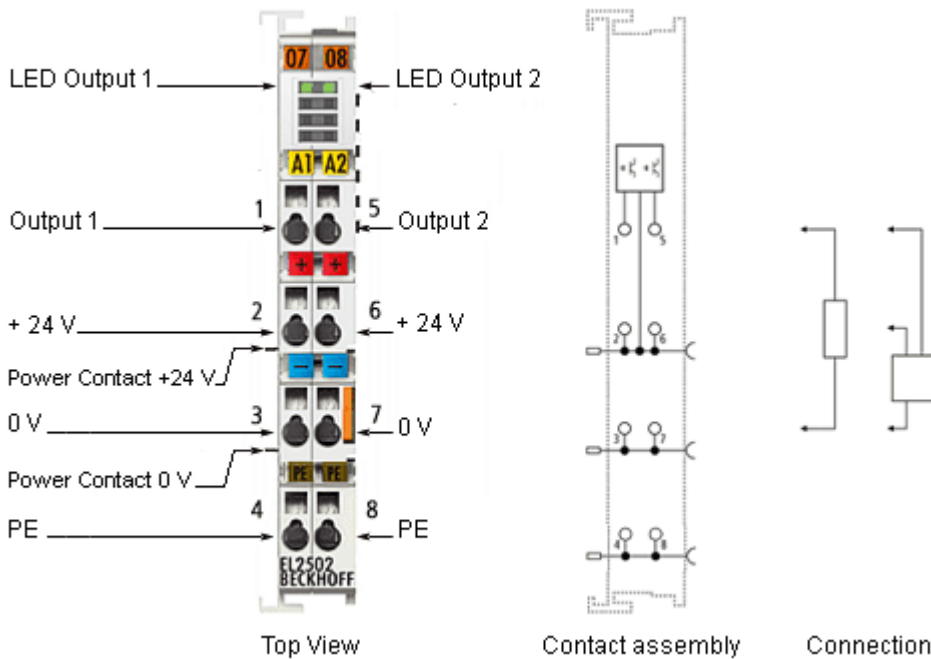 07 08
LED Output 1
LED Output 2
A1 A2
1
5
Output 1
Output 2
+ +
2
6
+ 24 V
+ 24 V
Power Contact +24 V
− −
3
7
0 V
0 V
Power Contact 0 V
PE PE
4
8
PE
PE
EL2502
BECKHOFF
1
5
2
6
3
7
4
8
Top View
Contact assembly
Connection